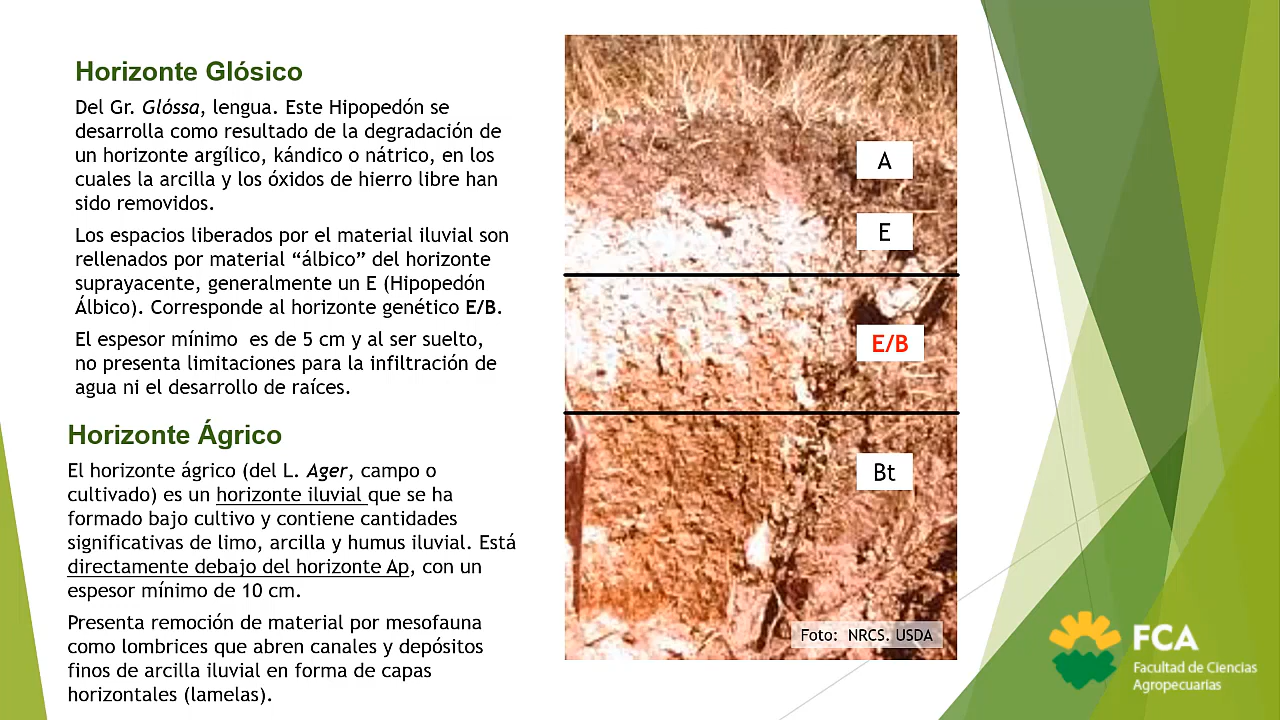 Horizonte Glósico
Del Gr. Glóssa, lengua. Este Hipopedón se
desarrolla como resultado de la degradación de
un horizonte argílico, kándico o nátrico, en los
cuales la arcilla y los óxidos de hierro libre han
sido removidos.
Los espacios liberados por el material iluvial son
rellenados por material “álbico” del horizonte
suprayacente, generalmente un E (Hipopedón
Álbico). Corresponde al horizonte genético E/B.
El espesor mínimo  es de 5 cm y al ser suelto,
no presenta limitaciones para la infiltración de
agua ni el desarrollo de raíces.
Horizonte Ágrico
El horizonte ágrico (del L. Ager, campo o
cultivado) es un horizonte iluvial que se ha
formado bajo cultivo y contiene cantidades
significativas de limo, arcilla y humus iluvial. Está
directamente debajo del horizonte Ap, con un
espesor mínimo de 10 cm.
Presenta remoción de material por mesofauna
como lombrices que abren canales y depósitos
finos de arcilla iluvial en forma de capas
horizontales (lamelas).
A
E
E/B
Bt
Foto:  NRCS. USDA
FCA
Facultad de Ciencias
Agropecuarias